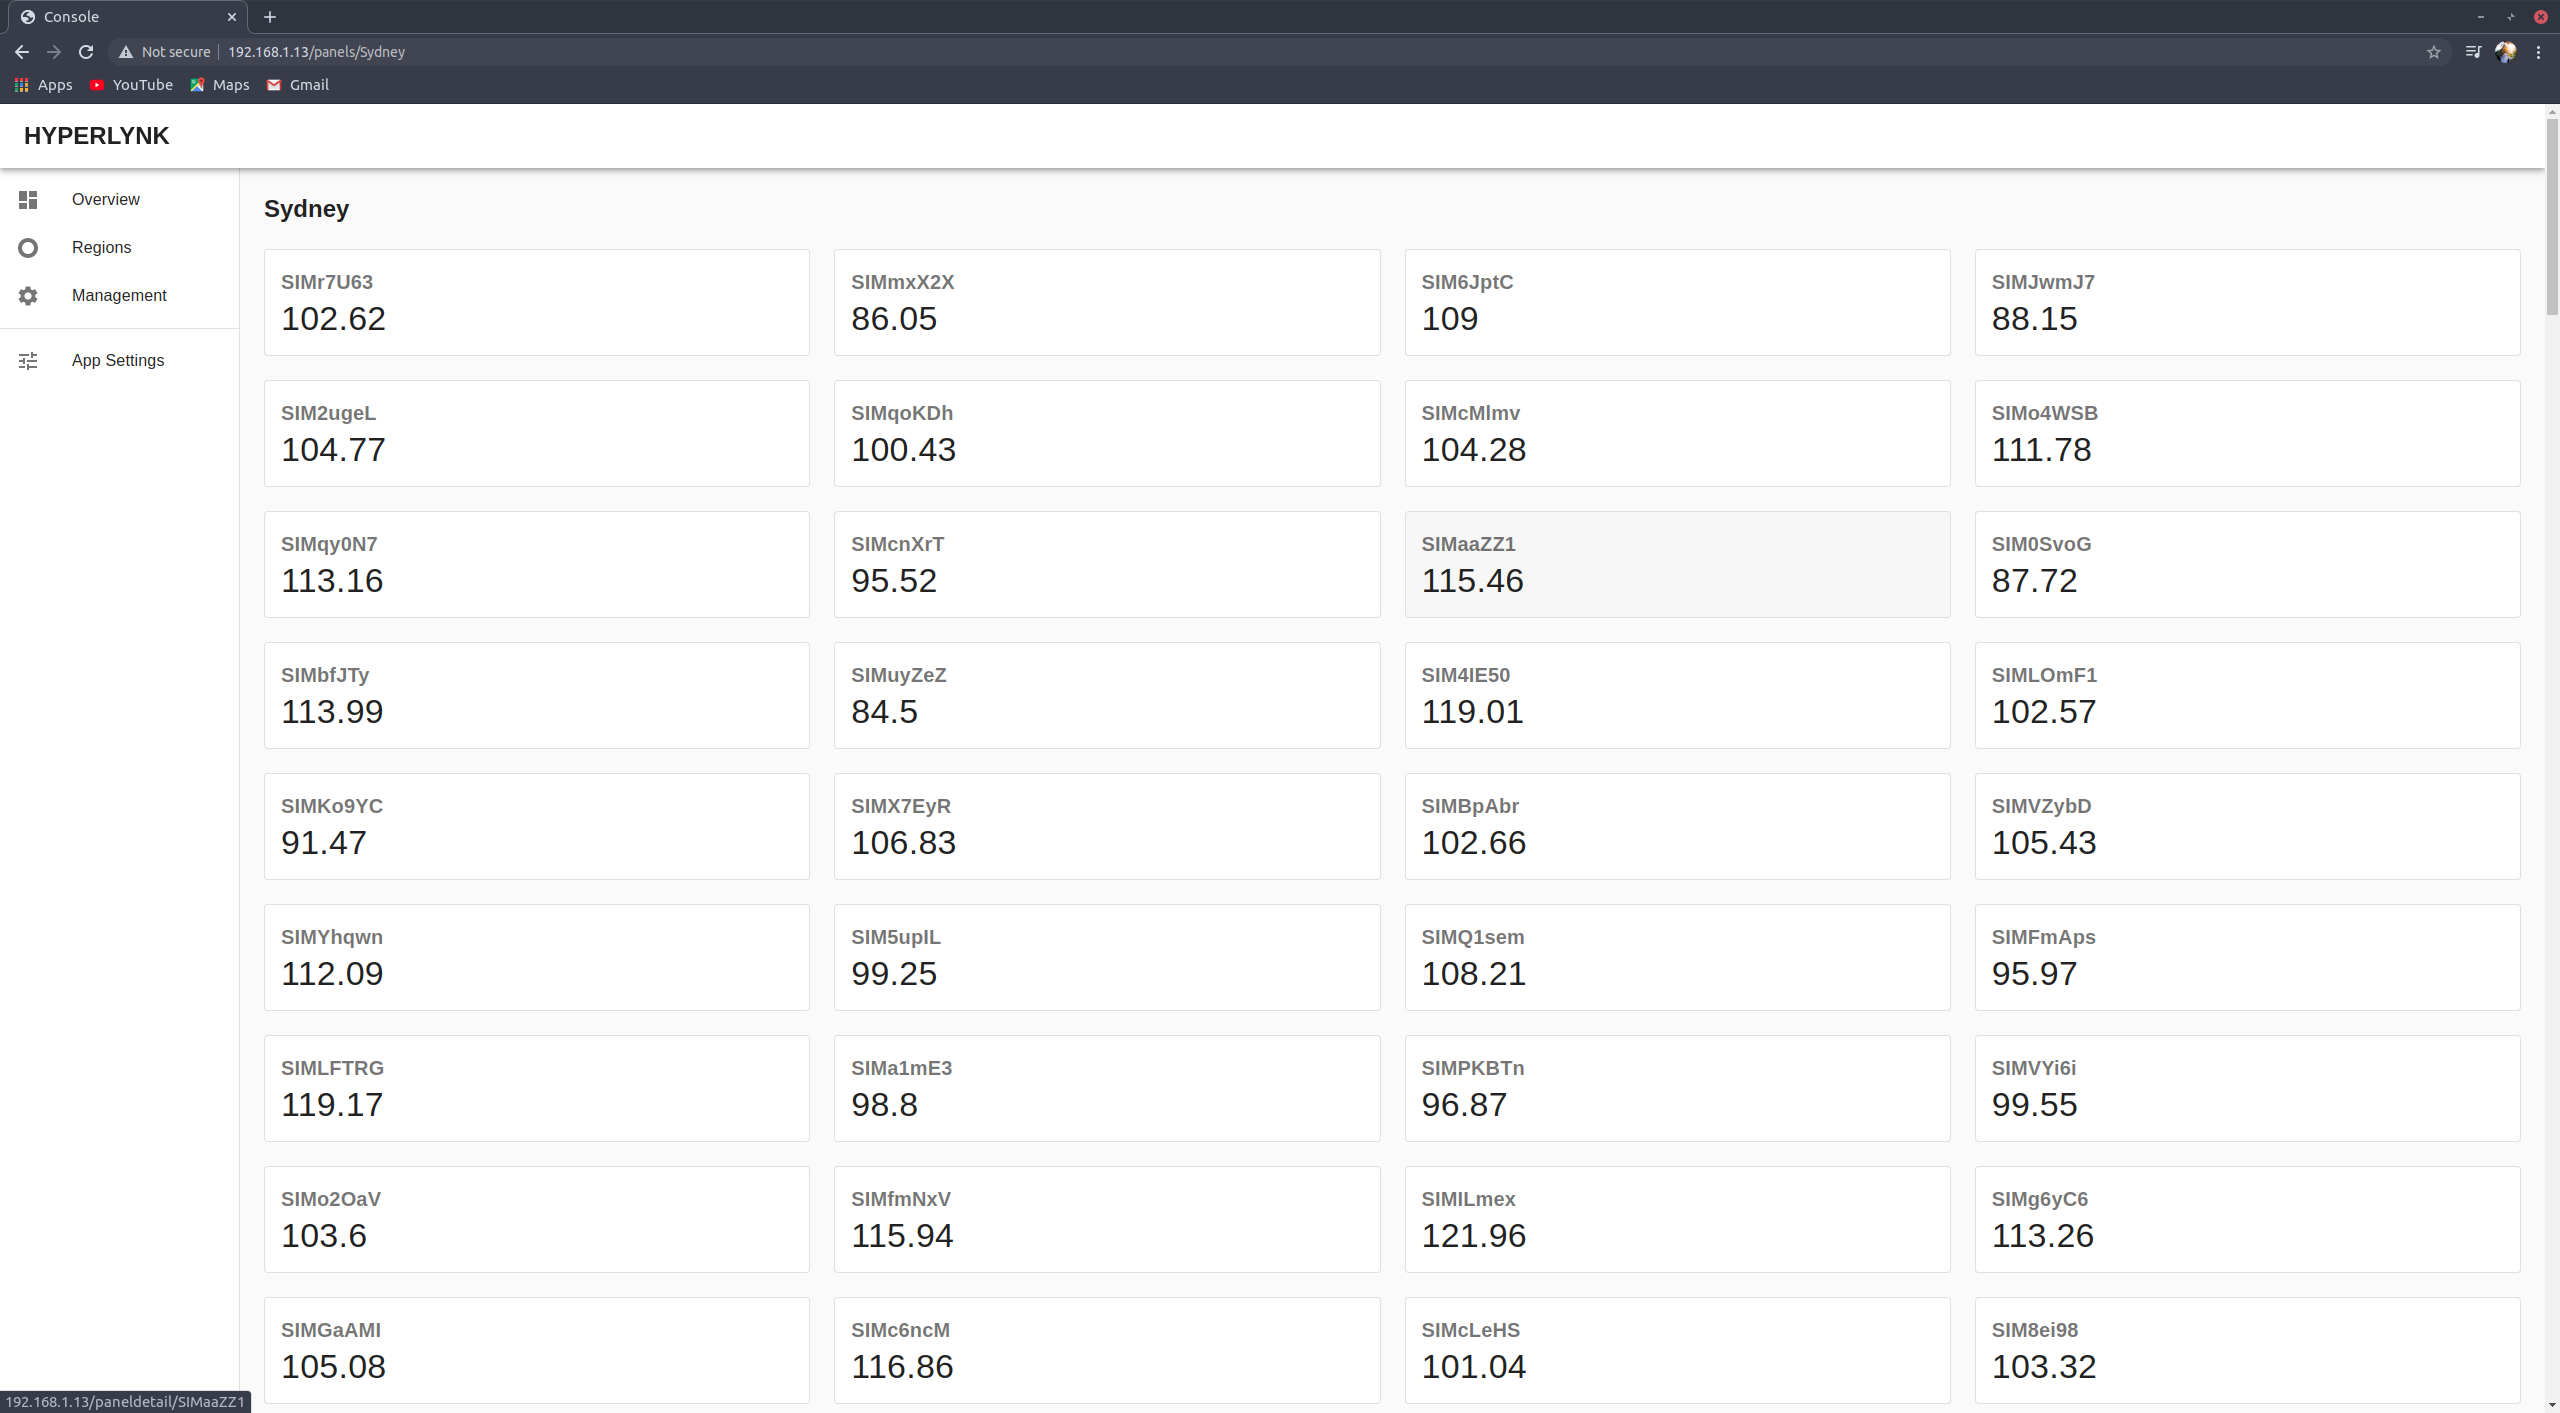 Console
Not secure 192.168.1.13/panels/Sydney
Apps YouTube Maps Gmail
HYPERLYNK
Overview
Regions
Management
App Settings
Sydney
SIMr7U63 SIMmxX2X SIM6JptC SIMJwmJ7
102.62 86.05 109 88.15
SIM2ugeL SIMqoKDh SIMcMlmv SIMo4WSB
104.77 100.43 104.28 111.78
SIMqy0N7 SIMcnXrT SIMaaZZ1 SIM0SvoG
113.16 95.52 115.46 87.72
SIMbfJTy SIMuyZeZ SIM4IE50 SIMLOmF1
113.99 84.5 119.01 102.57
SIMKo9YC SIMX7EyR SIMBpAbr SIMVZybD
91.47 106.83 102.66 105.43
SIMYhqwn SIM5upIL SIMQ1sem SIMFmAps
112.09 99.25 108.21 95.97
SIMLFTRG SIMa1mE3 SIMPKBTn SIMVYi6i
119.17 98.8 96.87 99.55
SIMo2OaV SIMfmNxV SIMILmex SIMg6yC6
103.6 115.94 121.96 113.26
SIMGaAMI SIMc6ncM SIMcLeHS SIM8ei98
105.08 116.86 101.04 103.32
192.168.1.13/paneldetail/SIMaaZZ1